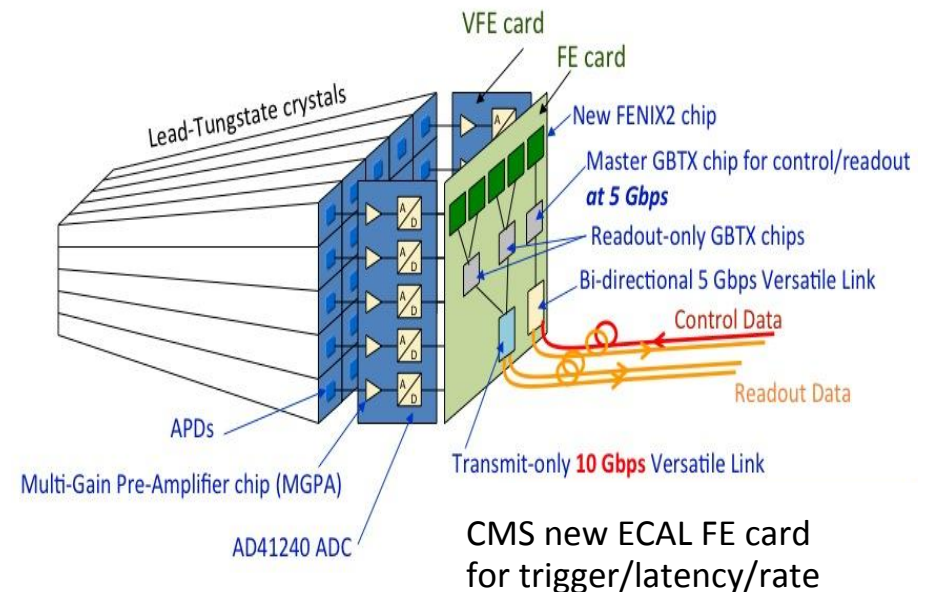 VFE card
FE card
Lead-Tungstate crystals
A
D
New FENIX2 chip
Master GBTX chip for control/readout
at 5 Gbps
Readout-only GBTX chips
Bi-directional 5 Gbps Versatile Link
Control Data
Readout Data
A
D
A
D
A
D
A
D
A
D
APDs
Transmit-only 10 Gbps Versatile Link
Multi-Gain Pre-Amplifier chip (MGPA)
AD41240 ADC
CMS new ECAL FE card
for trigger/latency/rate